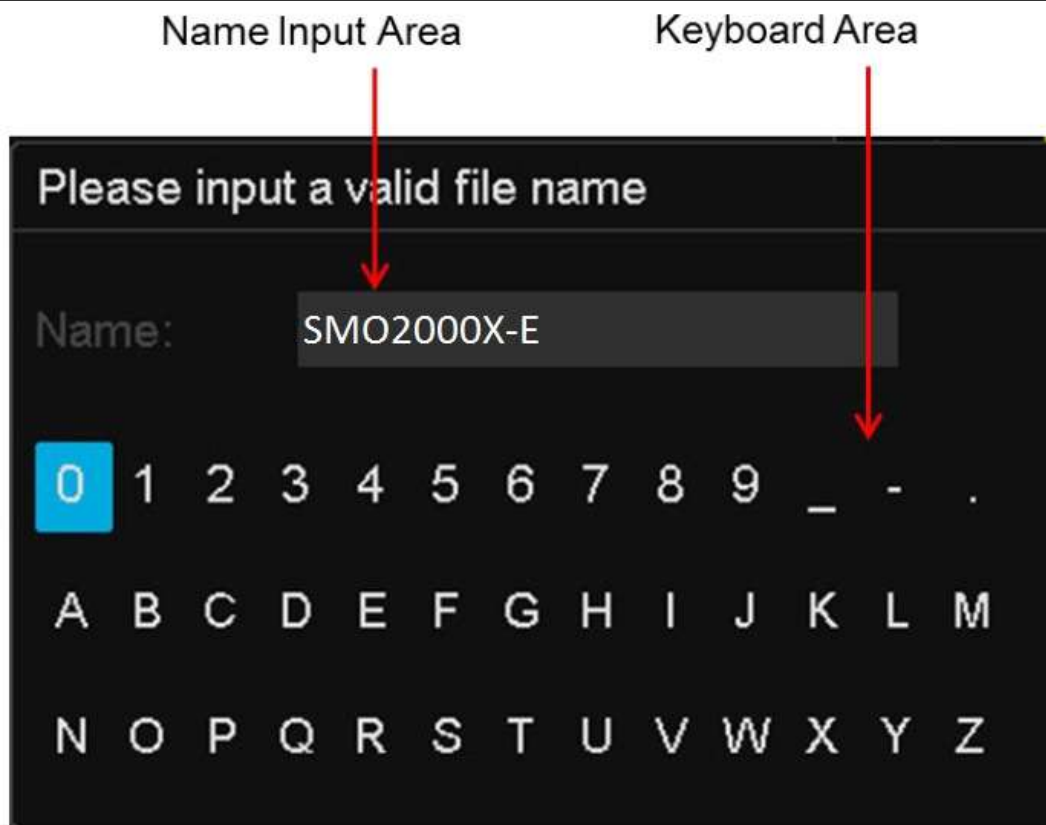 Name Input Area Keyboard Area
Please input a valid file name
Name: SMO2000X-E
0 1 2 3 4 5 6 7 8 9 _ - .
A B C D E F G H I J K L M
N O P Q R S T U V W X Y Z